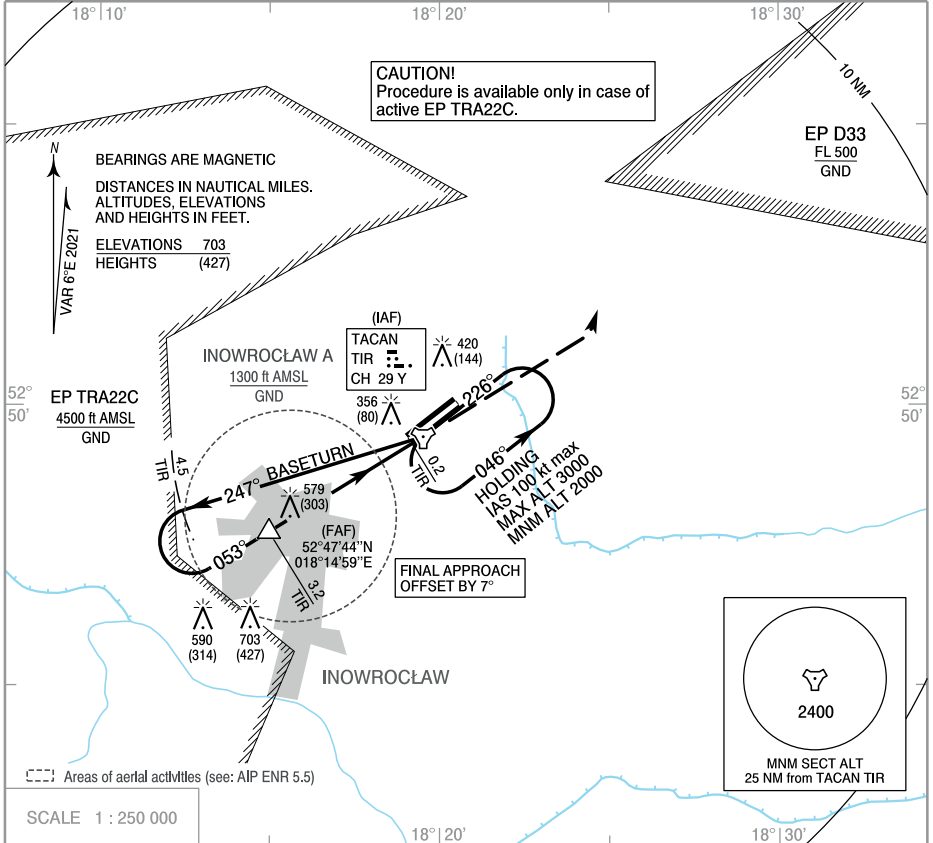 18°10'
18°20'
18°30'
CAUTION!
Procedure is available only in case of
active EP TRA22C.
10 NM
EP D33
FL 500
GND
N
VAR 6°E 2021
BEARINGS ARE MAGNETIC
DISTANCES IN NAUTICAL MILES.
ALTITUDES, ELEVATIONS
AND HEIGHTS IN FEET.
ELEVATIONS 703
HEIGHTS (427)
(IAF)
TACAN
TIR
CH 29 Y
420
(144)
INOWROCŁAW A
1300 ft AMSL
GND
356
(80)
52°
50'
EP TRA22C
4500 ft AMSL
GND
52°
50'
226°
046°
HOLDING
IAS 100 kt max
MAX ALT 3000
MNM ALT 2000
0.2
TIR
4.5
TIR
247° BASETURN
579
(303)
053°
(FAF)
52°47'44"N
018°14'59"E
3.2
TIR
FINAL APPROACH
OFFSET BY 7°
590
(314)
703
(427)
INOWROCŁAW
2400
MNM SECT ALT
25 NM from TACAN TIR
Areas of aerial activities (see: AIP ENR 5.5)
SCALE 1 : 250 000
18°20'
18°30'